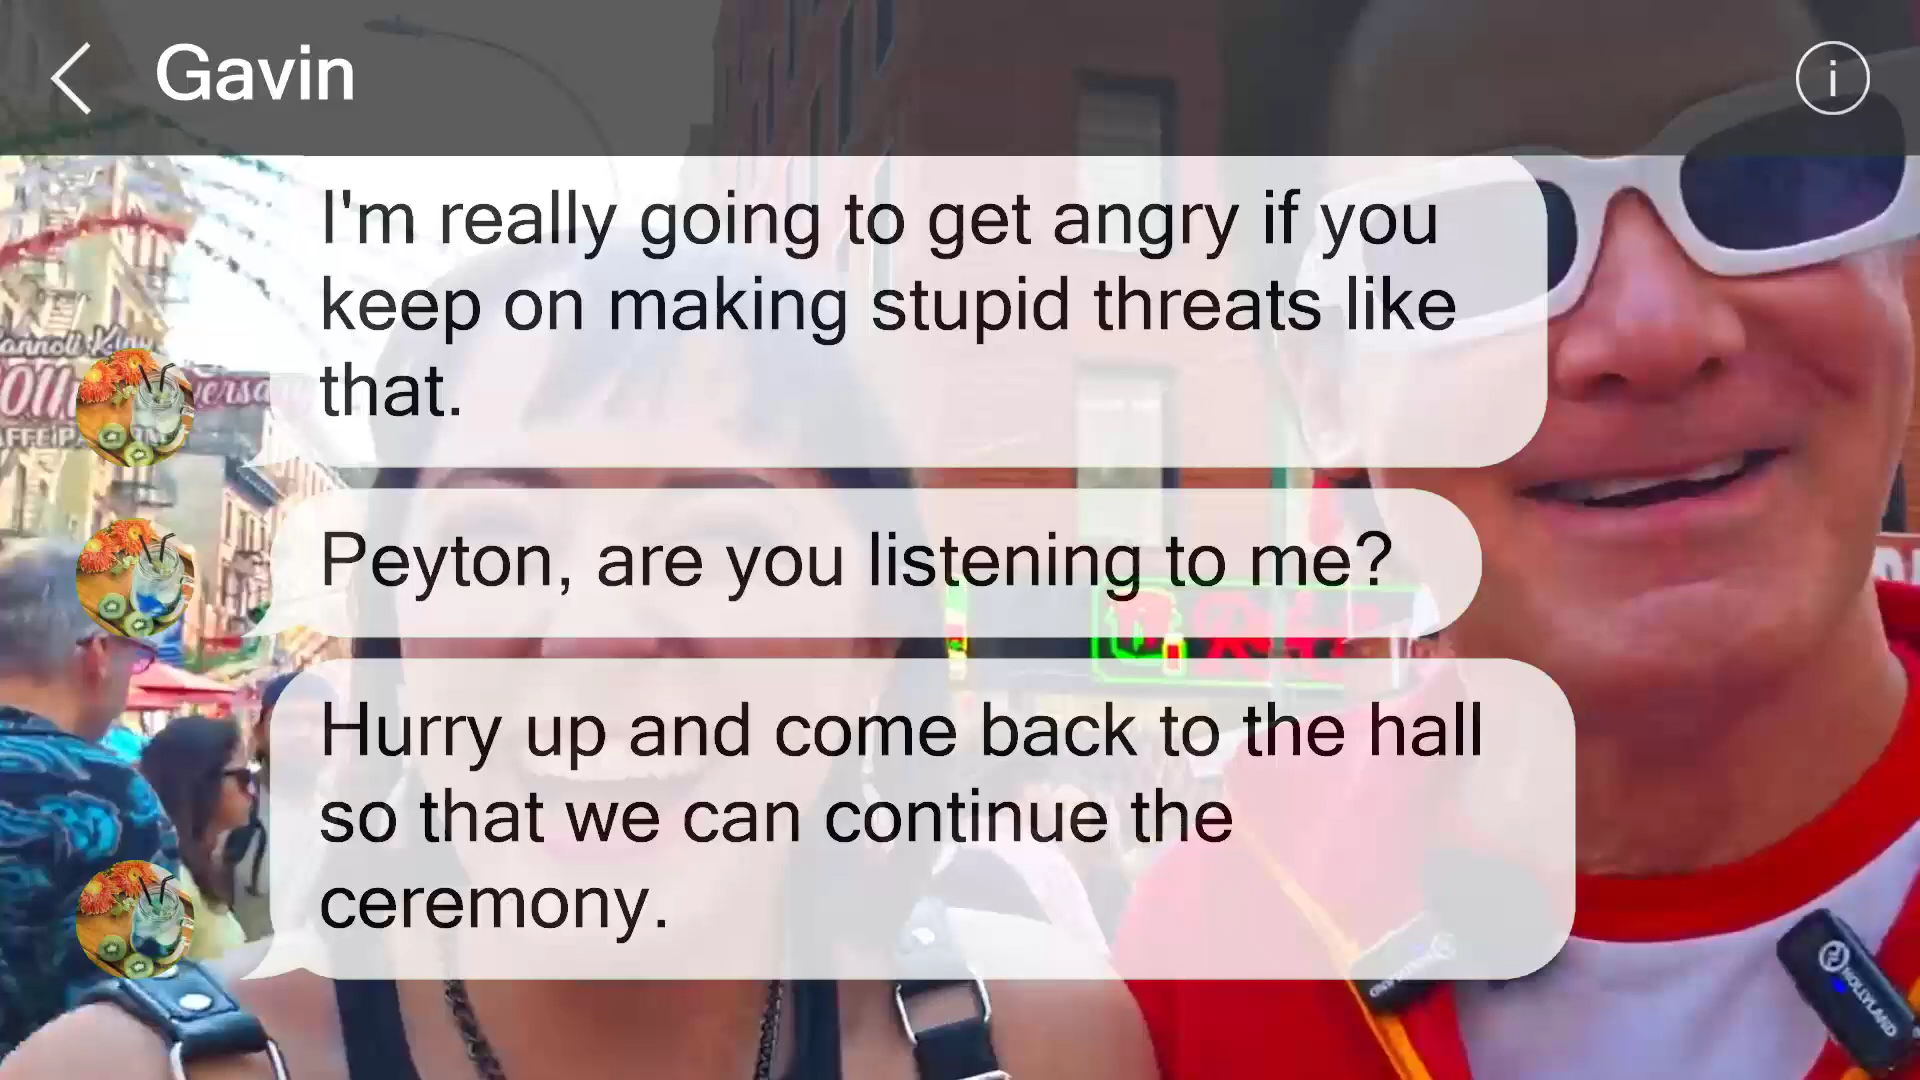 Gavin
I'm really going to get angry if you
keep on making stupid threats like
that.
Peyton, are you listening to me?
Hurry up and come back to the hall
so that we can continue the
ceremony.
HOLLYLAND